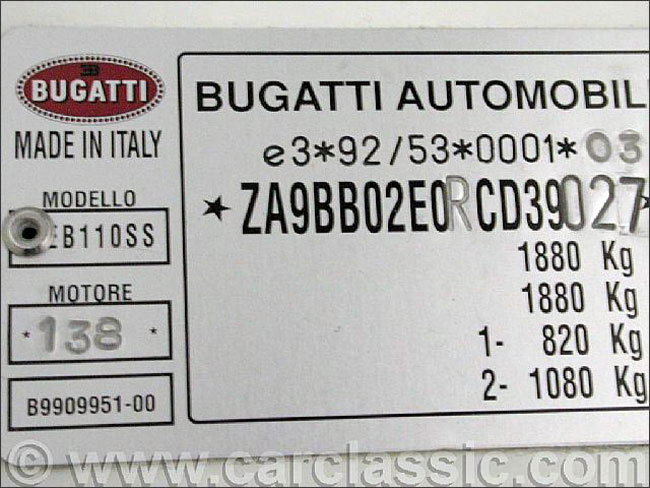 BUGATTI
MADE IN ITALY
MODELLO
EB110SS
MOTORE
*138*
B9909951-00
BUGATTI AUTOMOBIL
e3*92/53*0001*03
★ZA9BB02E0RCD39027*
1880 Kg
1880 Kg
1- 820 Kg
2- 1080 Kg
© www.carclassic.com ©